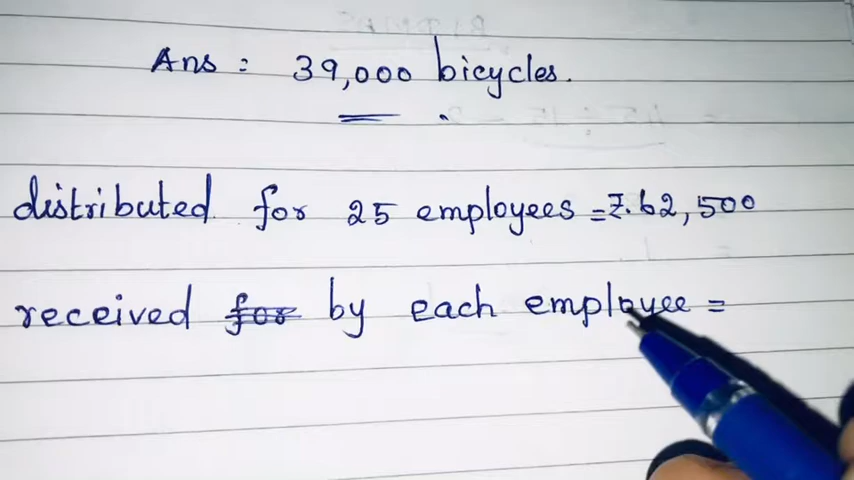 Ans : 39,000 bicycles.
distributed for 25 employees = ₹.62,500
received for by each employee =